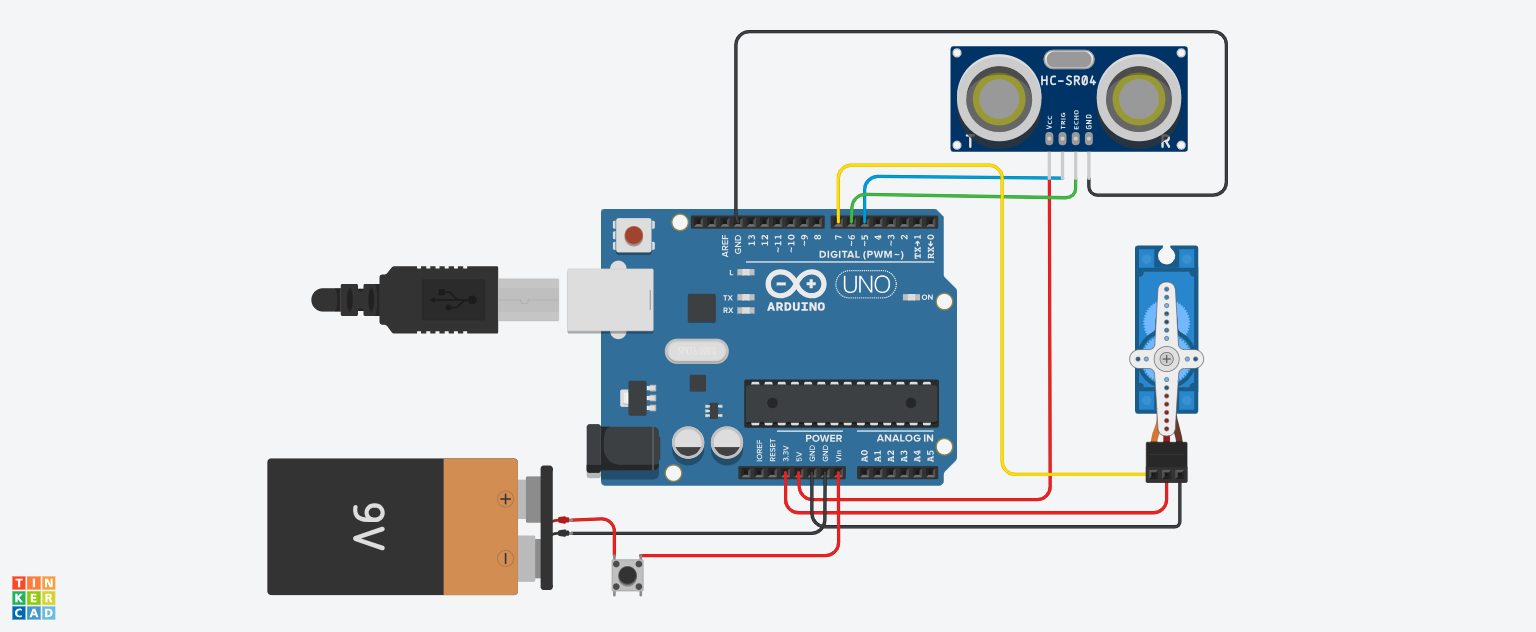 HC-SR04
VCC
TRIG
ECHO
GND
T
R
AREF
GND
13
12
~11
~10
~9
8
7
~6
~5
4
~3
2
TX→1
RX←0
DIGITAL (PWM~)
L
TX
RX
ARDUINO
UNO
ON
POWER
ANALOG IN
IOREF
RESET
3.3V
5V
GND
GND
Vin
A0
A1
A2
A3
A4
A5
9V
+
−
TIN
KER
CAD